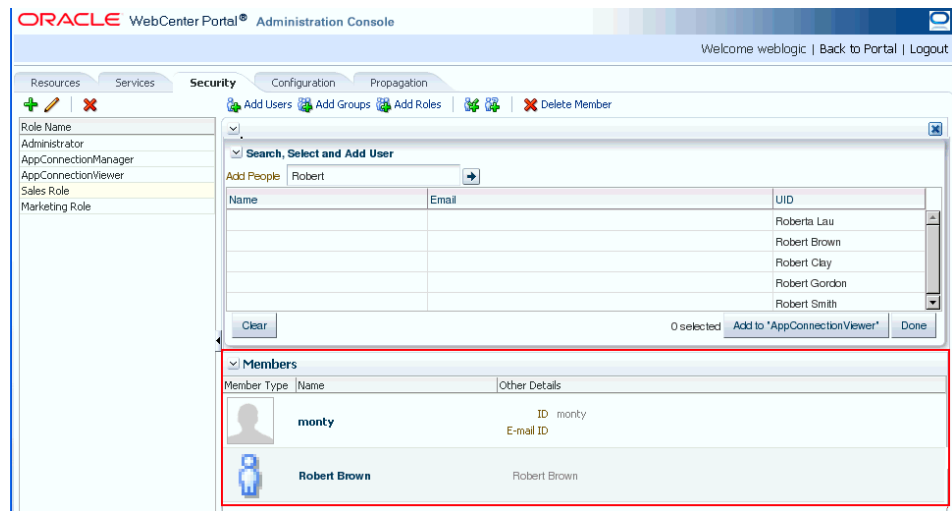 ORACLE WebCenter Portal® Administration Console
Welcome weblogic | Back to Portal | Logout
Resources Services Security Configuration Propagation
Add Users Add Groups Add Roles Delete Member
Role Name
Administrator
AppConnectionManager
AppConnectionViewer
Sales Role
Marketing Role
Search, Select and Add User
Add People Robert
Name Email UID
Roberta Lau
Robert Brown
Robert Clay
Robert Gordon
Robert Smith
Clear 0 selected Add to "AppConnectionViewer" Done
Members
Member Type Name Other Details
monty ID monty
E-mail ID
Robert Brown Robert Brown